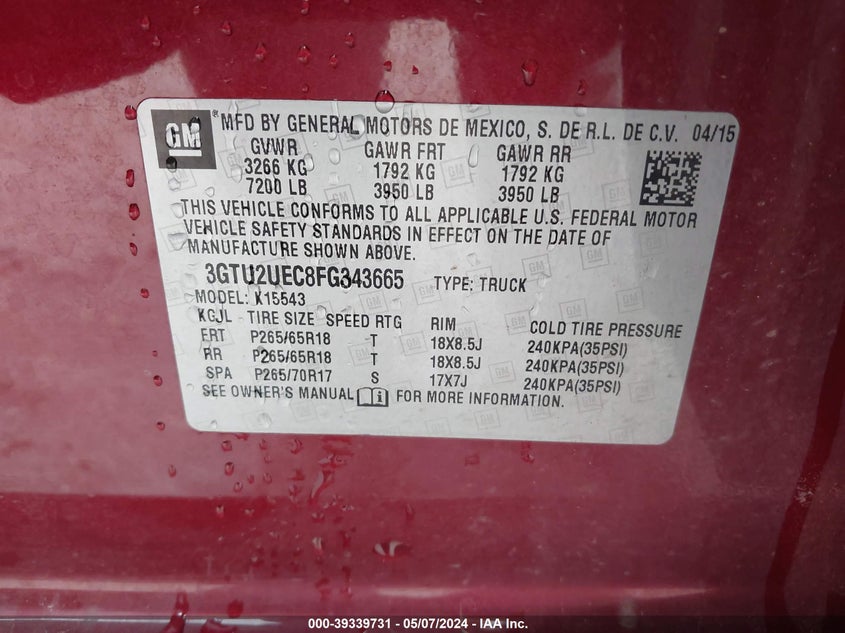 GM ® MFD BY GENERAL MOTORS DE MEXICO, S. DE R.L. DE C.V. 04/15
GVWR GAWR FRT GAWR RR
3266 KG 1792 KG 1792 KG
7200 LB 3950 LB 3950 LB
THIS VEHICLE CONFORMS TO ALL APPLICABLE U.S. FEDERAL MOTOR
VEHICLE SAFETY STANDARDS IN EFFECT ON THE DATE OF
MANUFACTURE SHOWN ABOVE.
3GTU2UEC8FG343665 TYPE: TRUCK
MODEL: K15543
KGJL - TIRE SIZE SPEED RTG RIM COLD TIRE PRESSURE
FRT P265/65R18 T 18X8.5J 240KPA(35PSI)
RR P265/65R18 T 18X8.5J 240KPA(35PSI)
SPA P265/70R17 S 17X7J 240KPA(35PSI)
SEE OWNER'S MANUAL FOR MORE INFORMATION.
000-39339731 - 05/07/2024 - IAA Inc.